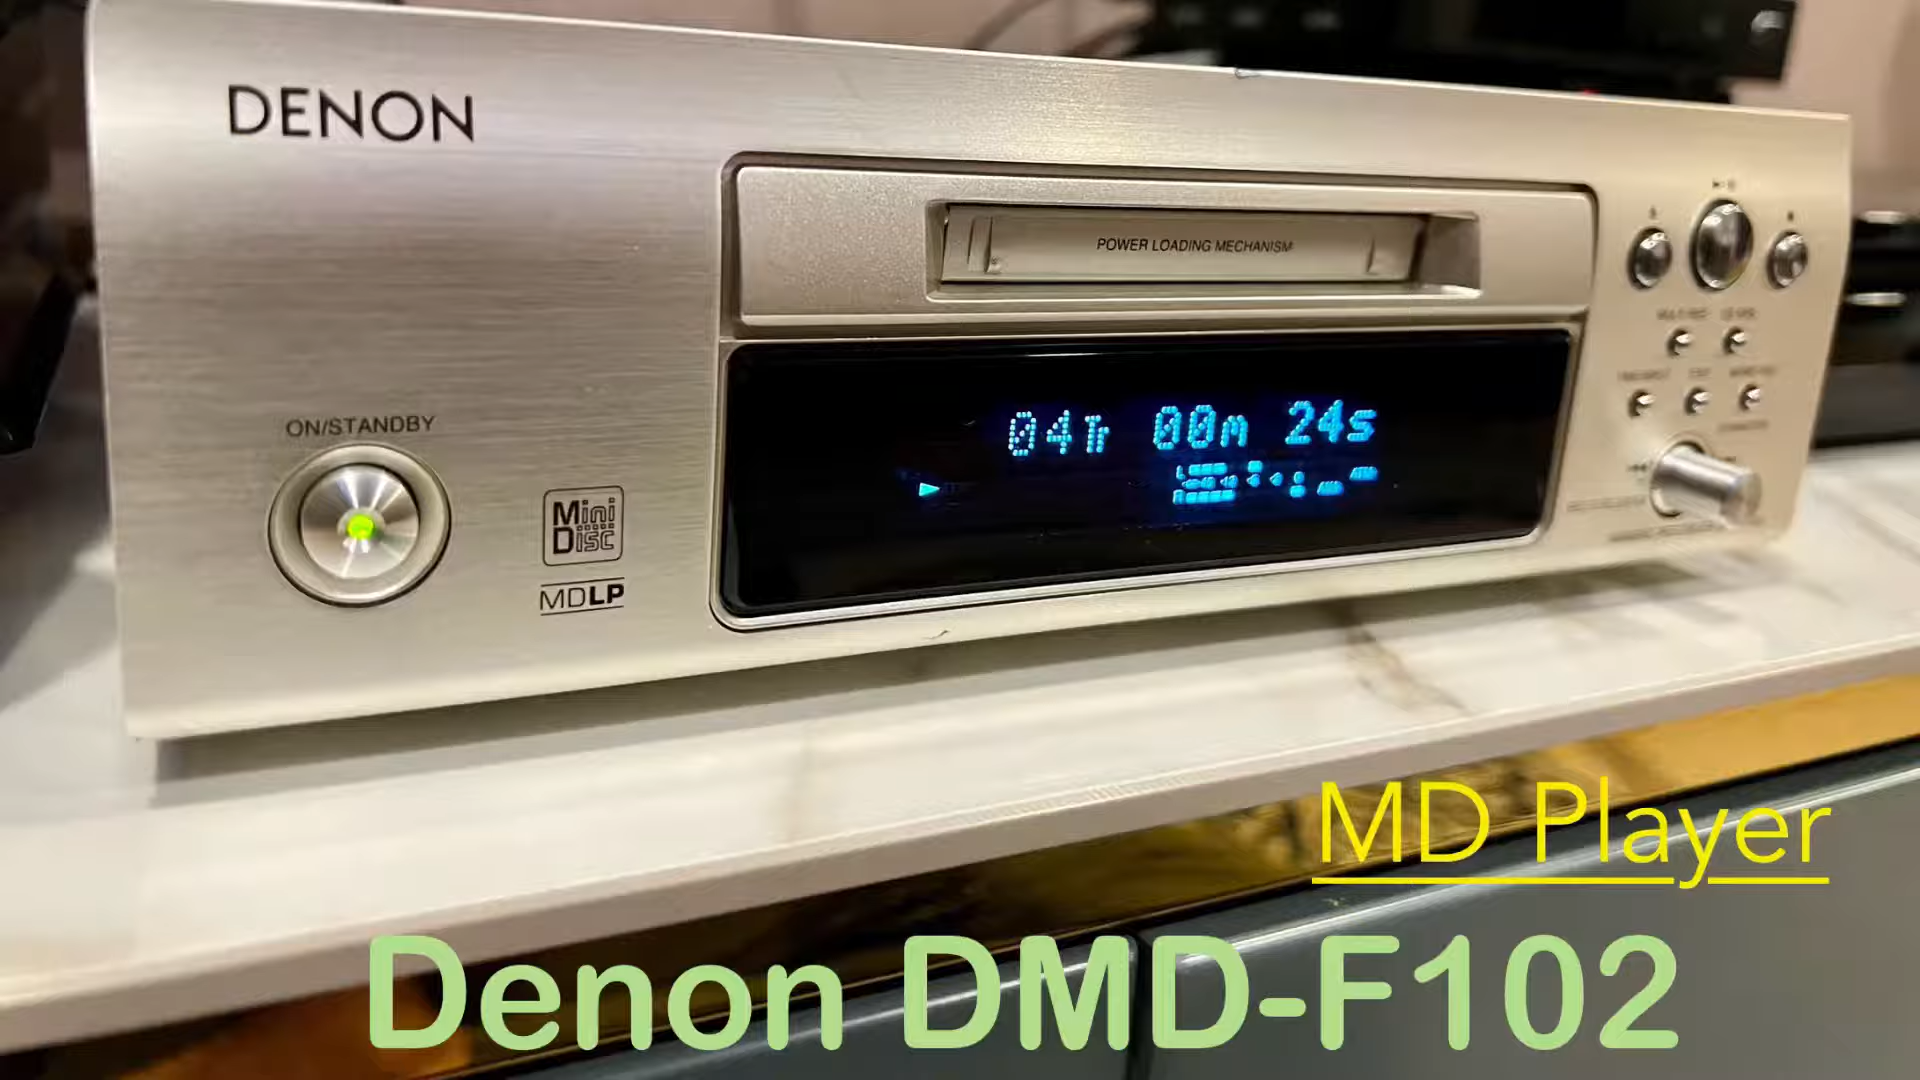 DENON
POWER LOADING MECHANISM
04Tr 00m 24s
ON/STANDBY
Mini Disc
MDLP
MD Player
Denon DMD-F102